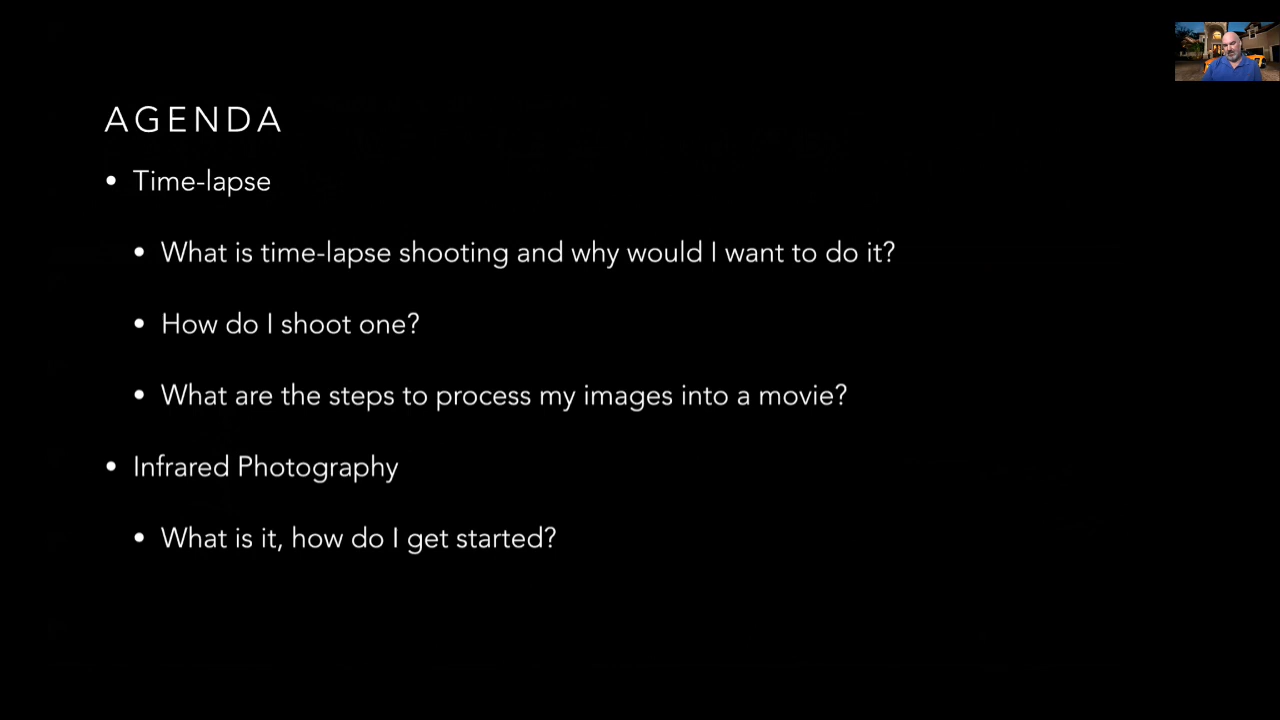 AGENDA
• Time-lapse
• What is time-lapse shooting and why would I want to do it?
• How do I shoot one?
• What are the steps to process my images into a movie?
• Infrared Photography
• What is it, how do I get started?